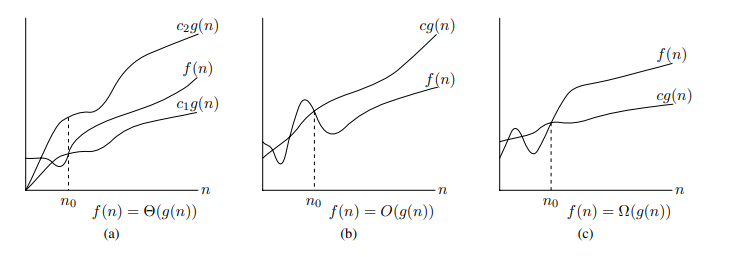 c₂g(n)
f(n)
c₁g(n)
n
n₀
f(n) = Θ(g(n))
(a)
cg(n)
f(n)
n
n₀
f(n) = O(g(n))
(b)
f(n)
cg(n)
n
n₀
f(n) = Ω(g(n))
(c)